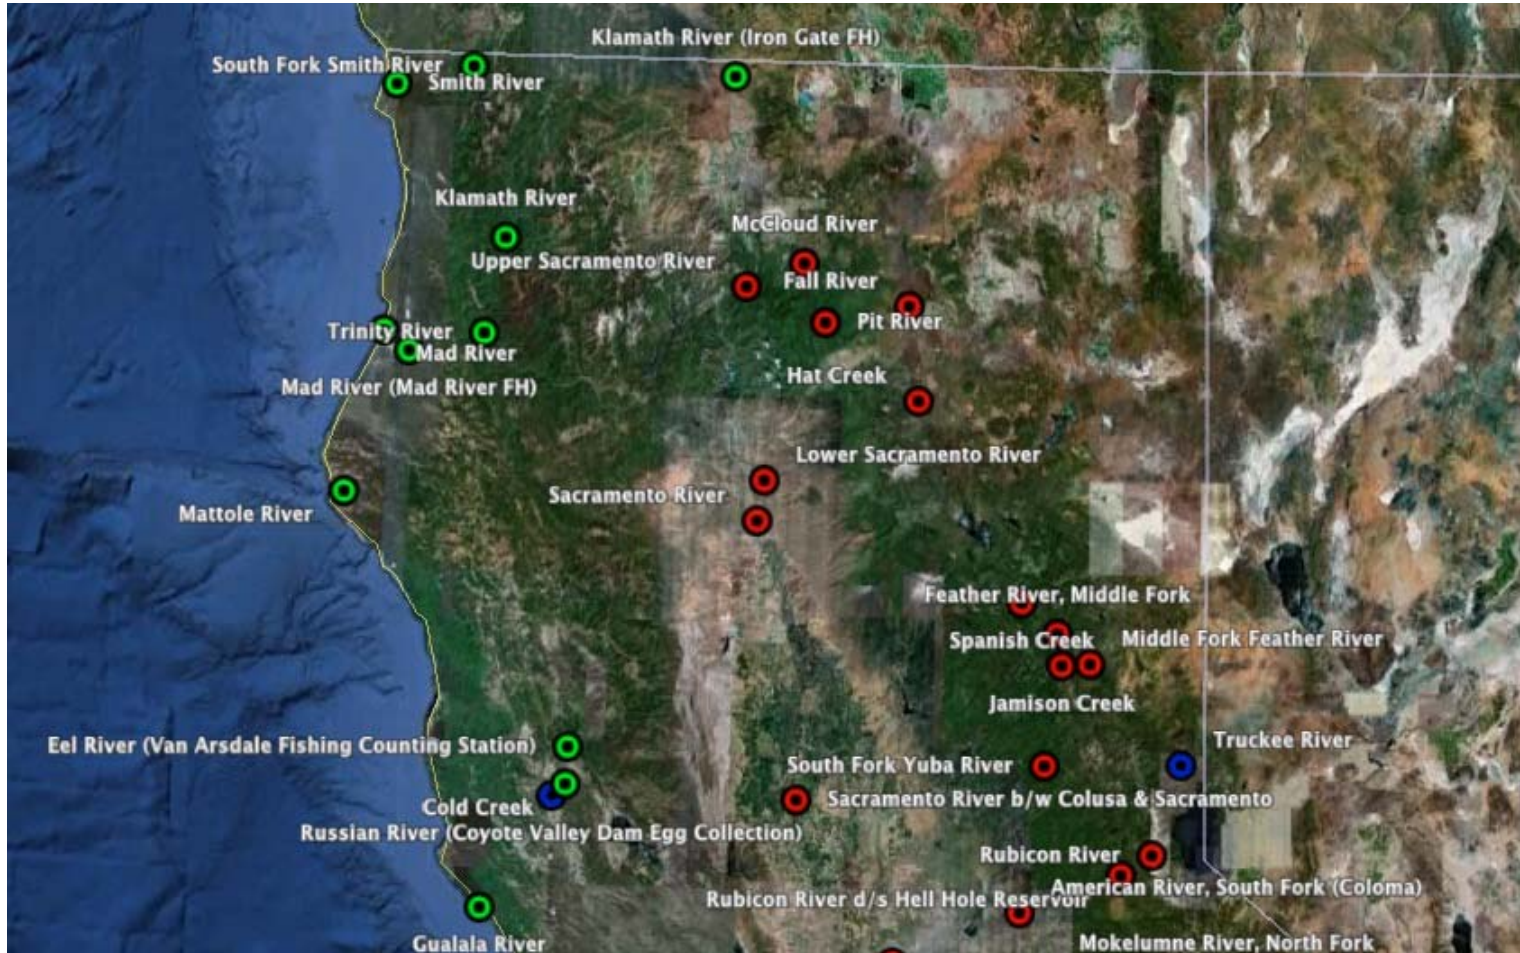 Klamath River (Iron Gate FH)
South Fork Smith River
Smith River
Klamath River
McCloud River
Upper Sacramento River
Fall River
Pit River
Trinity River
Mad River
Mad River (Mad River FH)
Hat Creek
Lower Sacramento River
Sacramento River
Mattole River
Feather River, Middle Fork
Spanish Creek
Middle Fork Feather River
Jamison Creek
Truckee River
Eel River (Van Arsdale Fishing Counting Station)
South Fork Yuba River
Sacramento River b/w Colusa & Sacramento
Cold Creek
Russian River (Coyote Valley Dam Egg Collection)
Rubicon River
American River, South Fork (Coloma)
Rubicon River d/s Hell Hole Reservoir
Gualala River
Mokelumne River, North Fork